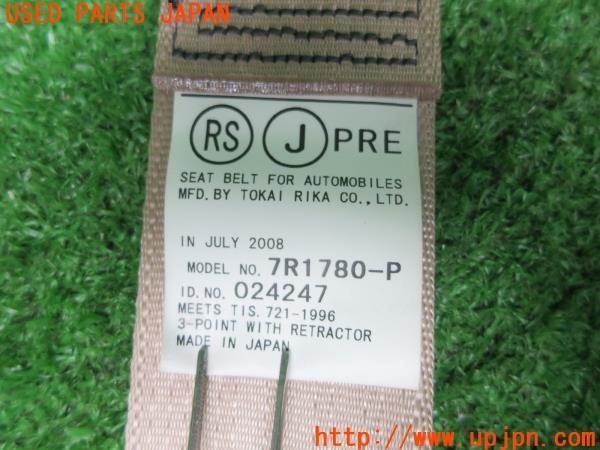 USED PARTS JAPAN
RS J PRE
SEAT BELT FOR AUTOMOBILES
MFD. BY TOKAI RIKA CO., LTD.
IN JULY 2008
MODEL NO. 7R1780-P
ID. NO. 024247
MEETS TIS. 721-1996
3-POINT WITH RETRACTOR
MADE IN JAPAN
http://www.upjpn.com/